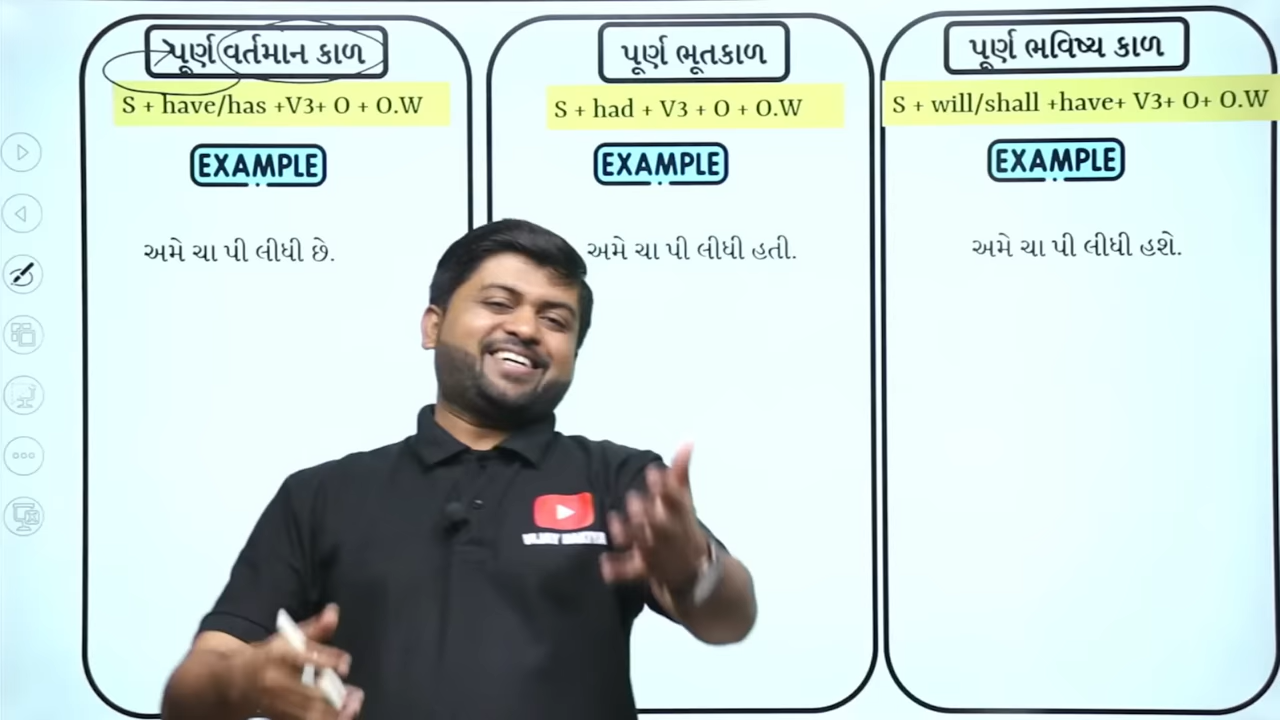 પૂર્ણ વર્તમાન કાળ
S + have/has +V3+ O + O.W
EXAMPLE
અમે ચા પી લીધી છે.
પૂર્ણ ભૂતકાળ
S + had + V3 + O + O.W
EXAMPLE
અમે ચા પી લીધી હતી.
પૂર્ણ ભવિષ્ય કાળ
S + will/shall +have+ V3+ O+ O.W
EXAMPLE
અમે ચા પી લીધી હશે.
VIJAY